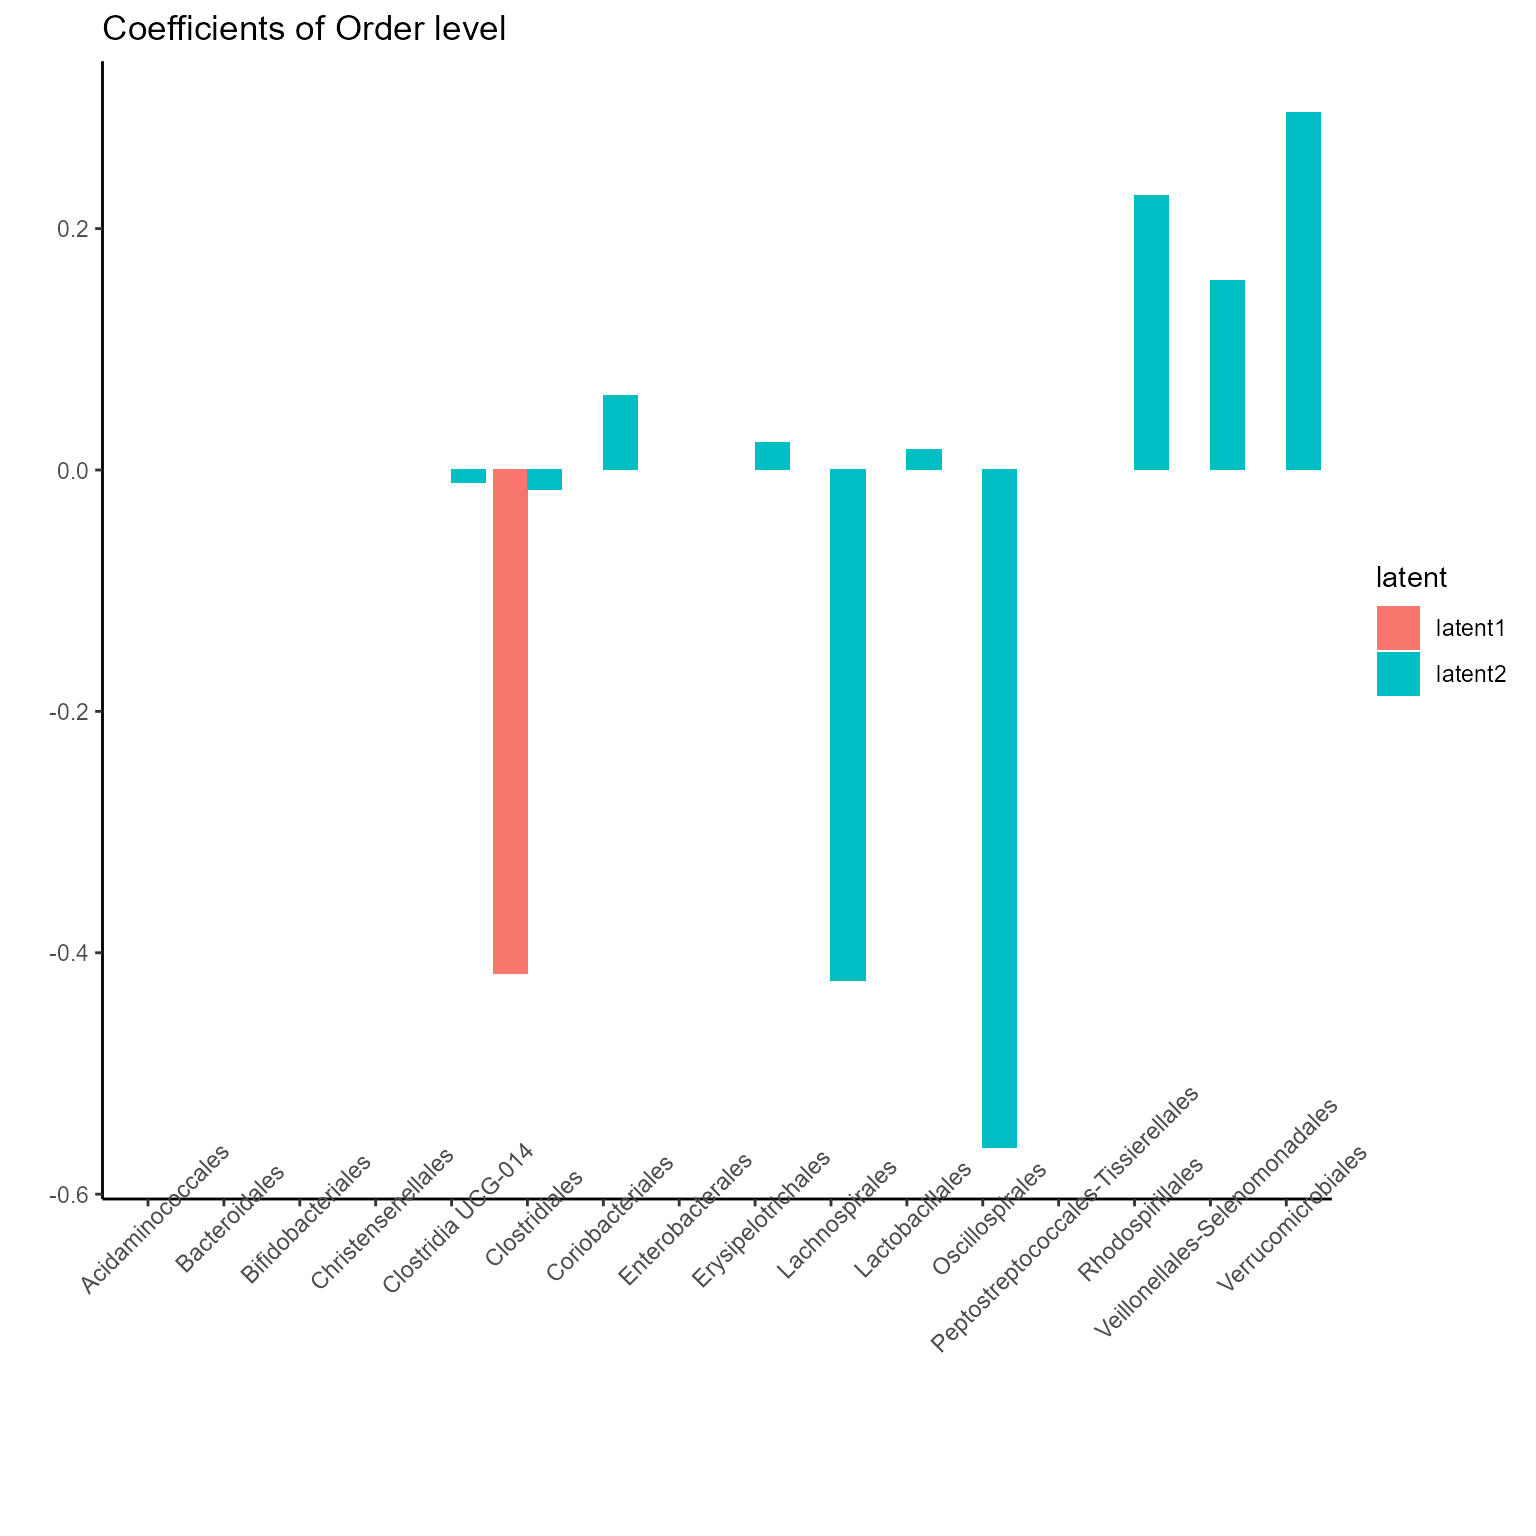 Coefficients of Order level
0.2
0.0
-0.2
-0.4
-0.6
Acidaminococcales
Bacteroidales
Bifidobacteriales
Christensenellales
Clostridia UCG-014
Clostridiales
Coriobacteriales
Enterobacterales
Erysipelotrichales
Lachnospirales
Lactobacillales
Oscillospirales
Peptostreptococcales-Tissierellales
Rhodospirillales
Veillonellales-Selenomonadales
Verrucomicrobiales
latent
latent1
latent2